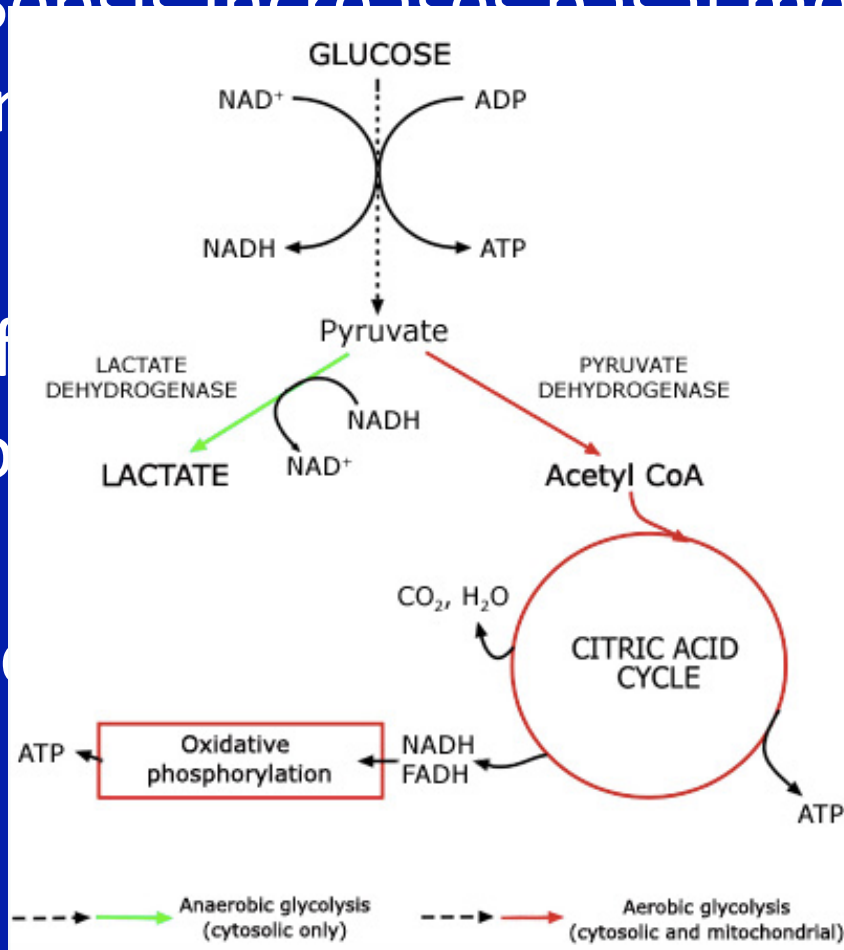 GLUCOSE
NAD⁺
ADP
NADH
ATP
Pyruvate
LACTATE
DEHYDROGENASE
PYRUVATE
DEHYDROGENASE
NADH
NAD⁺
LACTATE
Acetyl CoA
CO₂, H₂O
CITRIC ACID
CYCLE
ATP
Oxidative
phosphorylation
NADH
FADH
ATP
Anaerobic glycolysis
(cytosolic only)
Aerobic glycolysis
(cytosolic and mitochondrial)